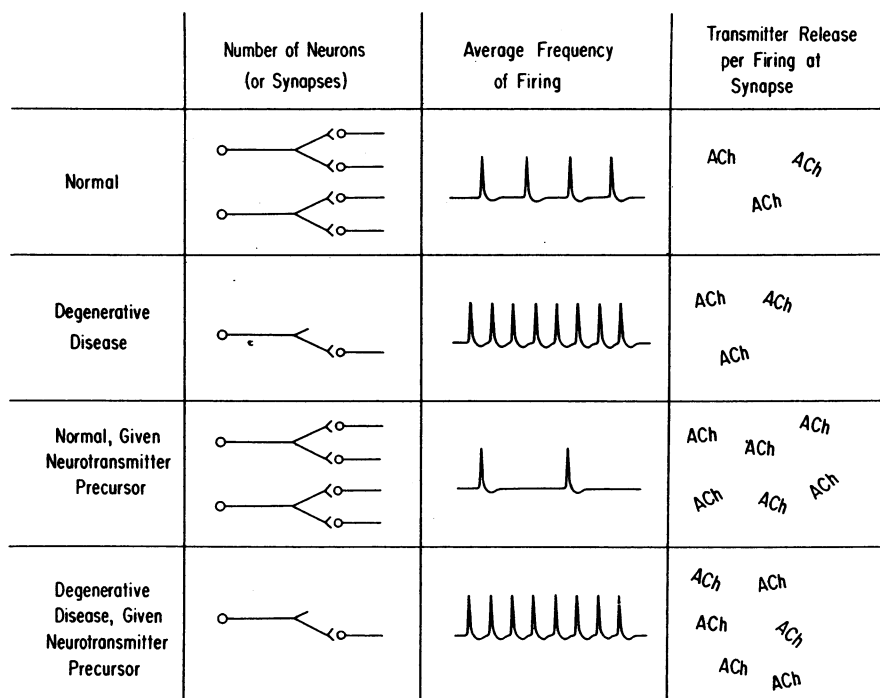 Number of Neurons
(or Synapses)
Average Frequency
of Firing
Transmitter Release
per Firing at
Synapse
Normal
ACh
ACh
ACh
Degenerative
Disease
ACh
ACh
ACh
Normal, Given
Neurotransmitter
Precursor
ACh
ACh
ACh
ACh
ACh
ACh
Degenerative
Disease, Given
Neurotransmitter
Precursor
ACh
ACh
ACh
ACh
ACh
ACh